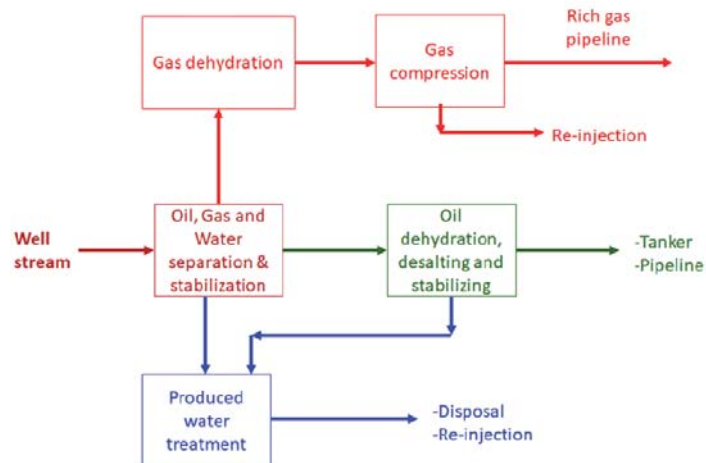 Rich gas
pipeline
Gas dehydration
Gas
compression
Re-injection
Well
stream
Oil, Gas and
Water
separation &
stabilization
Oil
dehydration,
desalting and
stabilizing
-Tanker
-Pipeline
Produced
water
treatment
-Disposal
-Re-injection